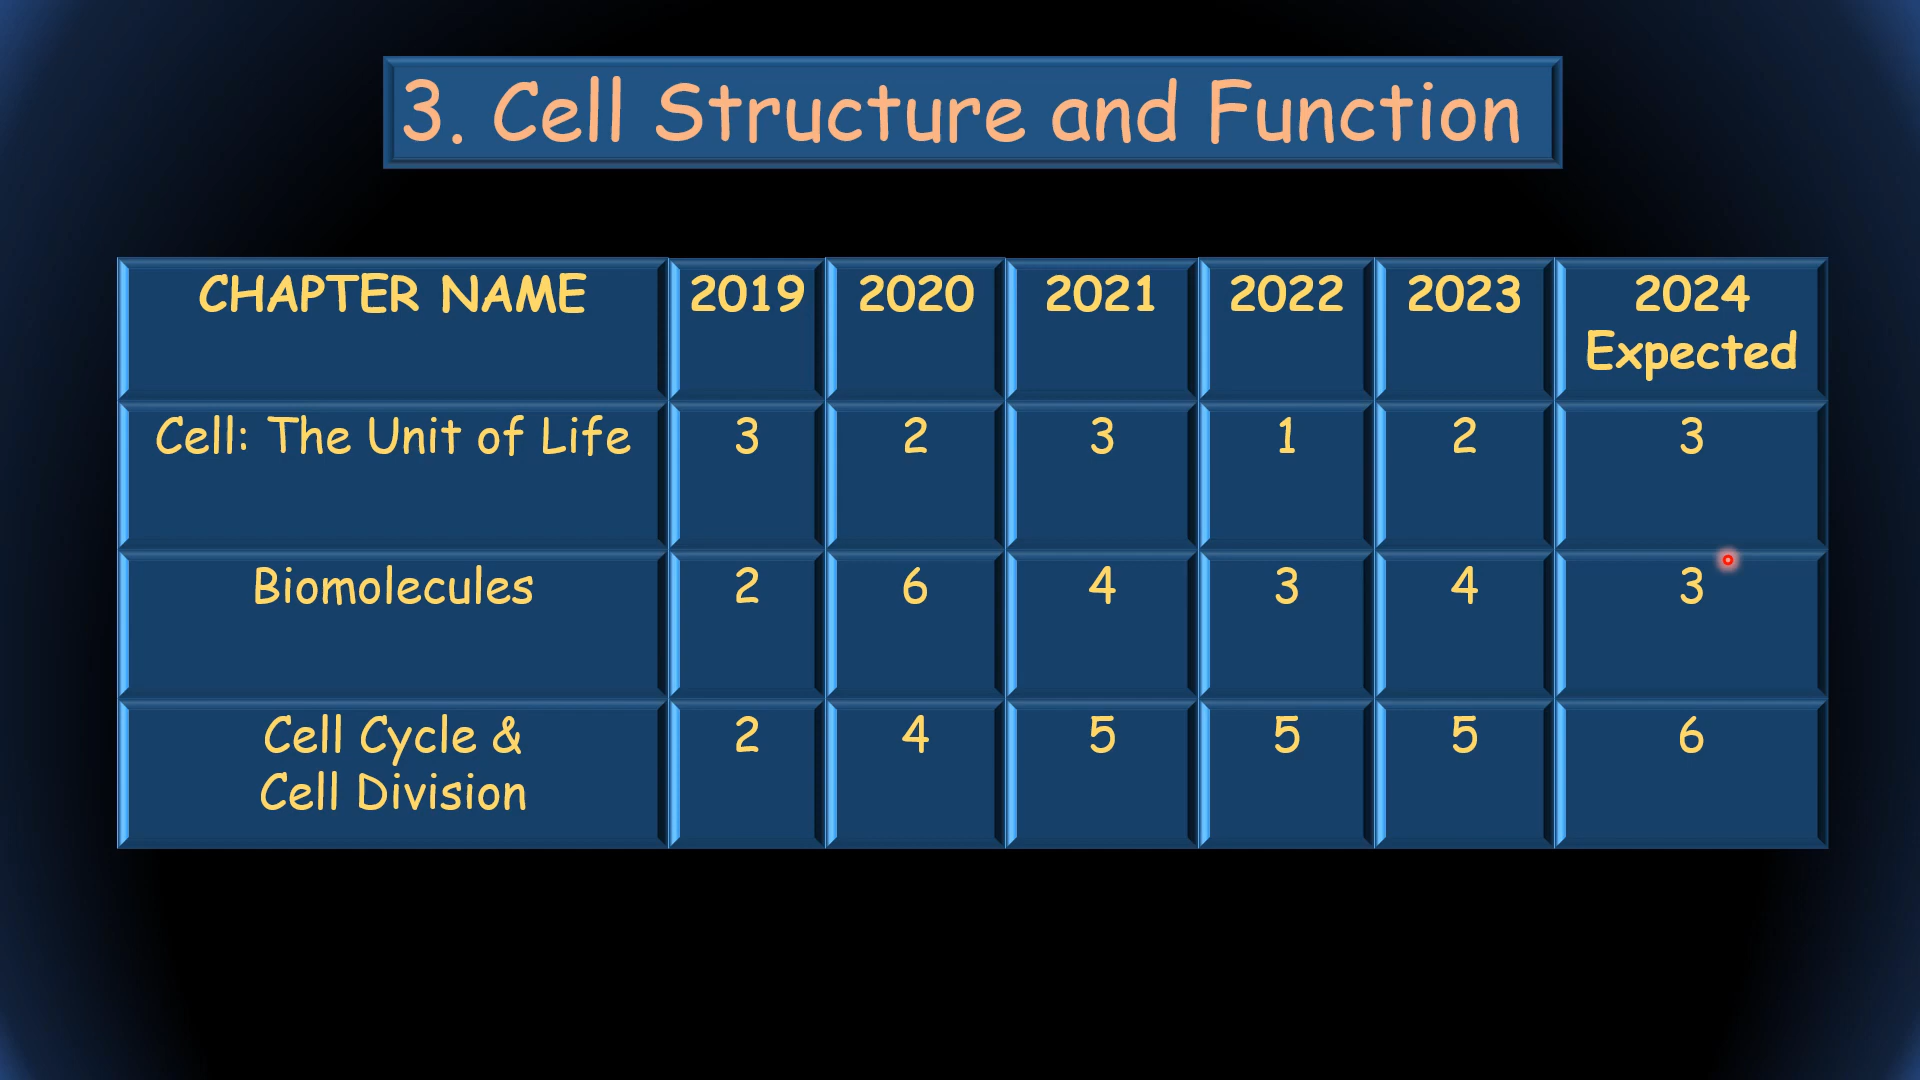 3. Cell Structure and Function
CHAPTER NAME 2019 2020 2021 2022 2023 2024
Expected
Cell: The Unit of Life 3 2 3 1 2 3
Biomolecules 2 6 4 3 4 3
Cell Cycle & 2 4 5 5 5 6
Cell Division